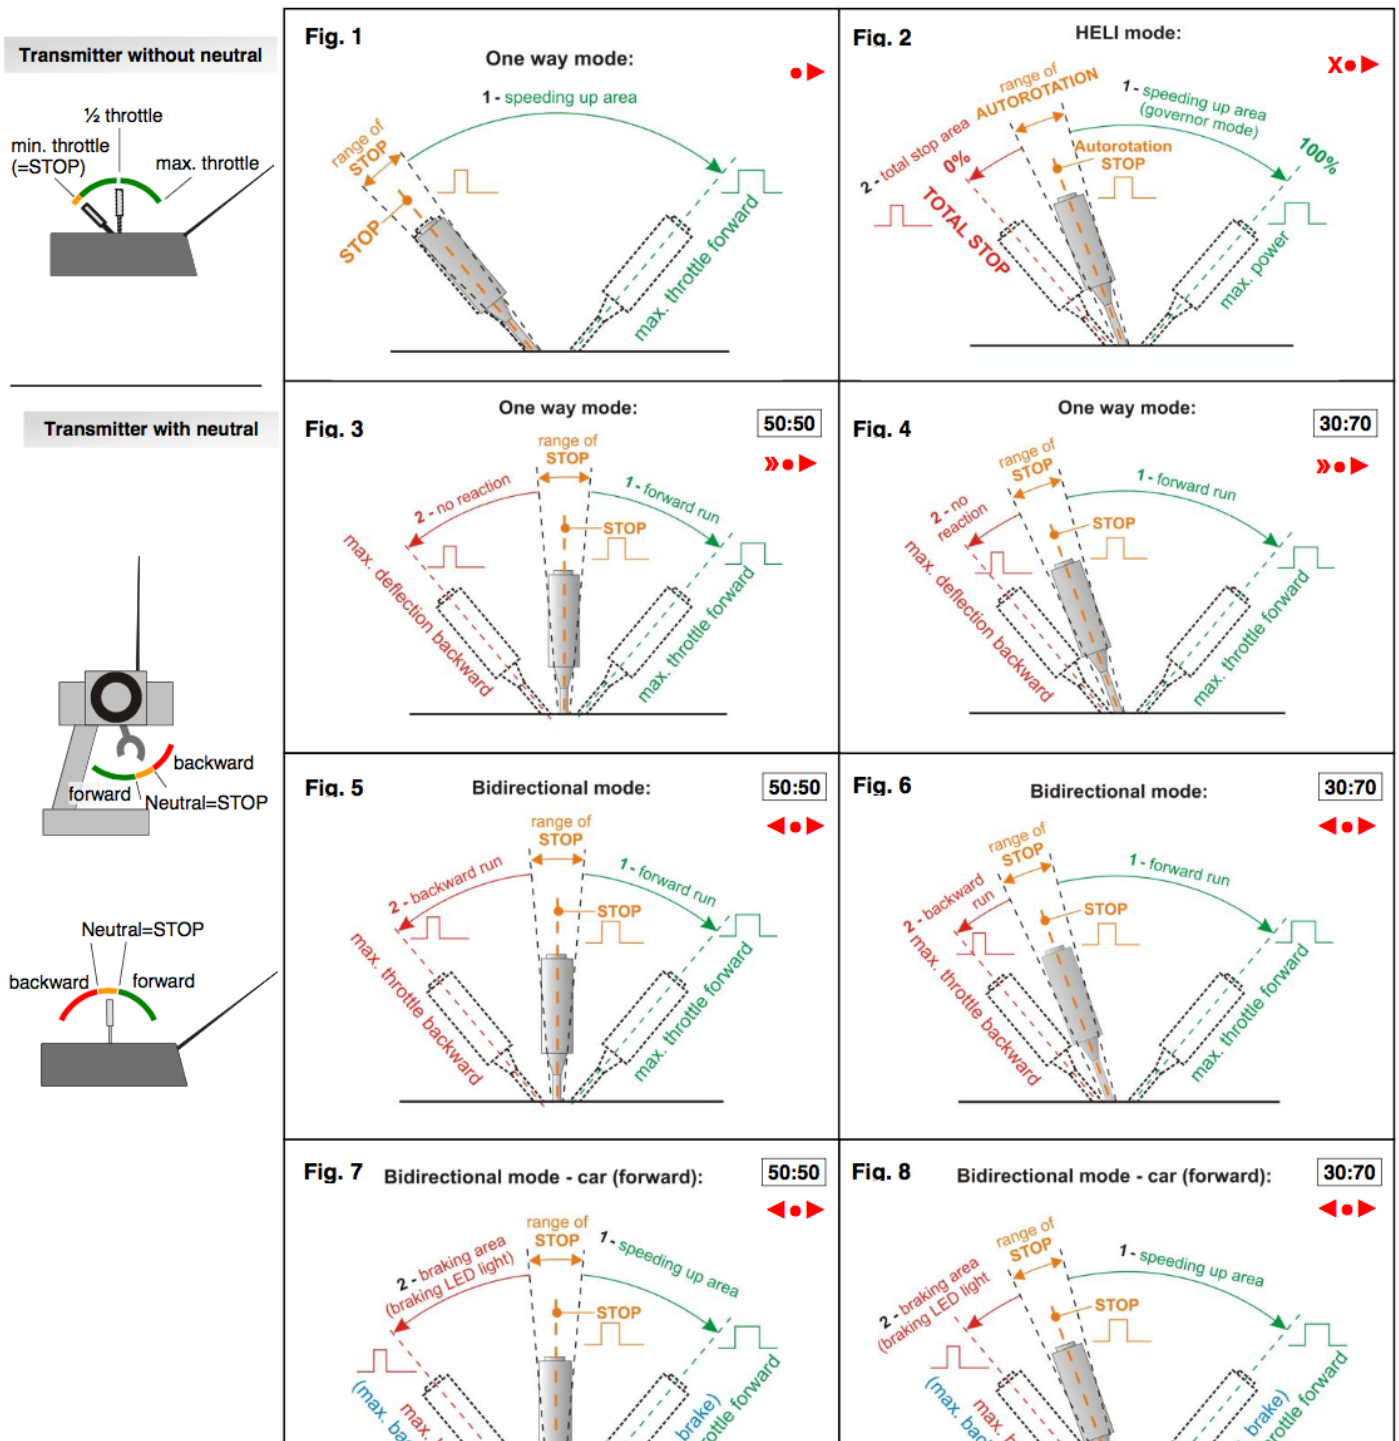 Transmitter without neutral
½ throttle
min. throttle
(=STOP)
max. throttle
Transmitter with neutral
backward
forward
Neutral=STOP
Neutral=STOP
backward
forward
Fig. 1
One way mode:
1 - speeding up area
range of
STOP
STOP
max. throttle forward
Fig. 2
HELI mode:
X
range of
AUTOROTATION
1 - speeding up area
(governor mode)
2 - total stop area
0%
Autorotation
STOP
100%
TOTAL STOP
max. power
Fig. 3
One way mode:
50:50
range of
STOP
2 - no reaction
1 - forward run
STOP
max. deflection backward
max. throttle forward
Fig. 4
One way mode:
30:70
range of
STOP
2 - no
reaction
1 - forward run
STOP
max. deflection backward
max. throttle forward
Fig. 5
Bidirectional mode:
50:50
range of
STOP
2 - backward run
1 - forward run
STOP
max. throttle backward
max. throttle forward
Fig. 6
Bidirectional mode:
30:70
range of
STOP
2 - backward
run
1 - forward run
STOP
max. throttle backward
max. throttle forward
Fig. 7
Bidirectional mode - car (forward):
50:50
range of
STOP
2 - braking area
(braking LED light)
1 - speeding up area
STOP
(max.
max.
brake)
forward
Fig. 8
Bidirectional mode - car (forward):
30:70
range of
STOP
2 - braking area
(braking LED light
1 - speeding up area
STOP
(max.
max.
brake)
forward